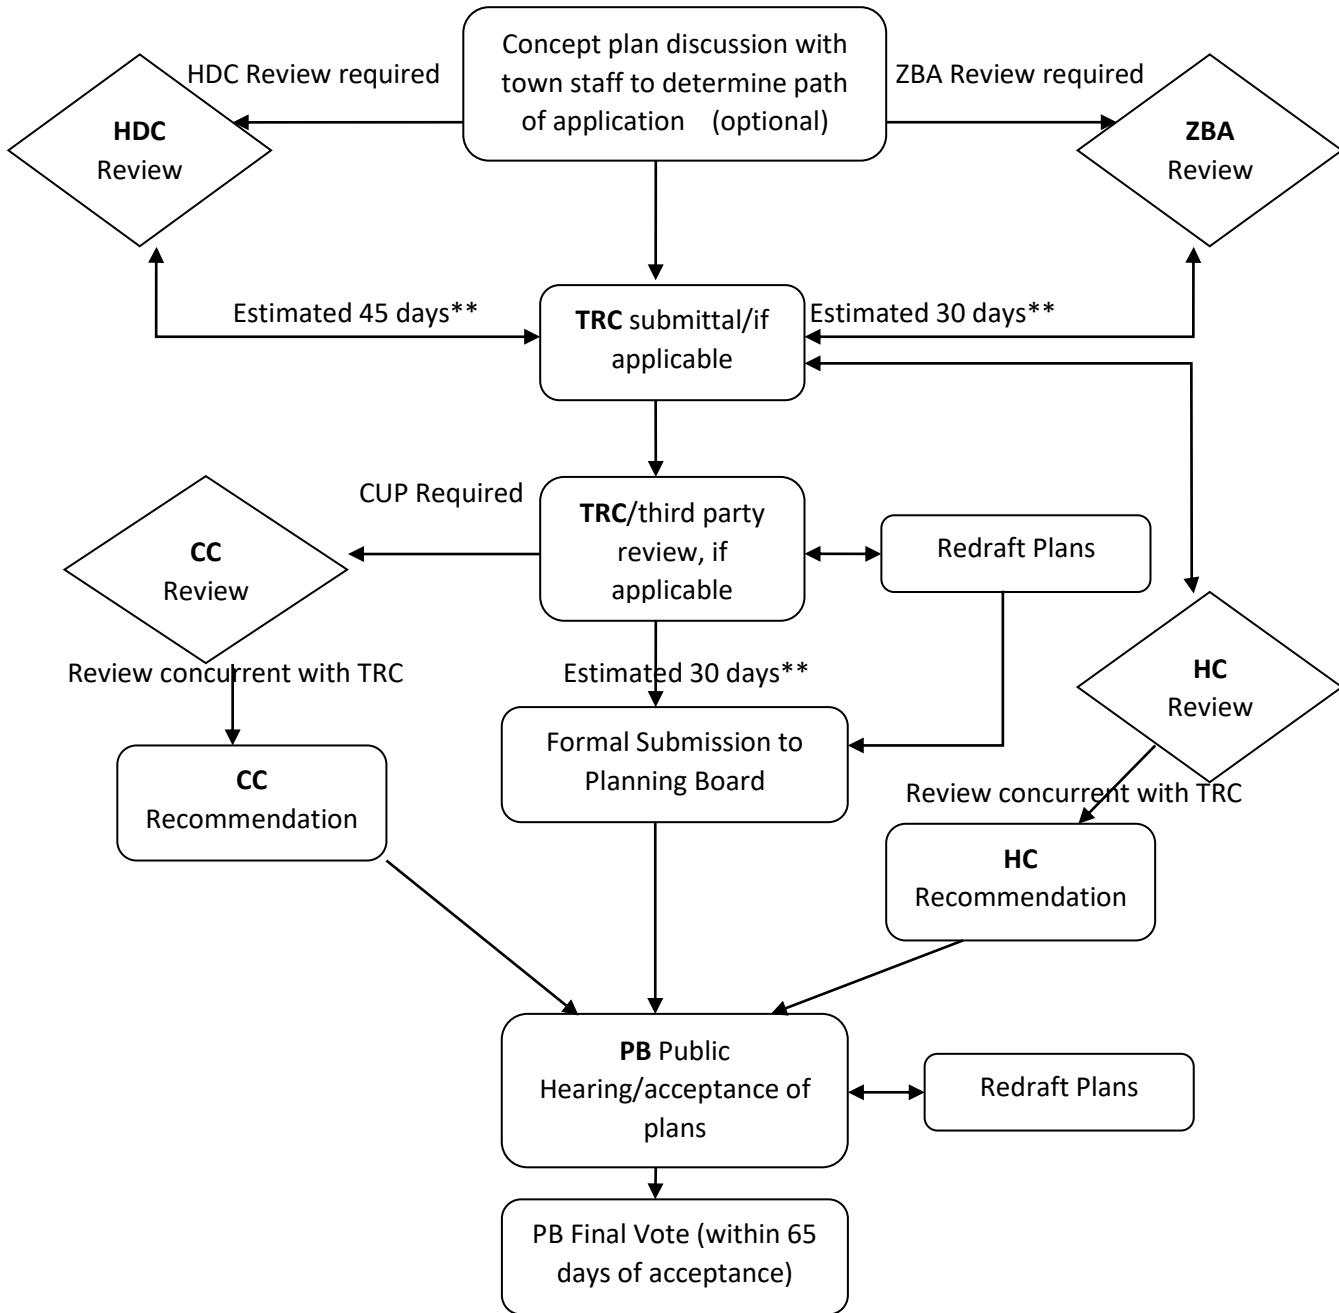 Concept plan discussion with
town staff to determine path
of application (optional)
HDC Review required
ZBA Review required
HDC
Review
ZBA
Review
Estimated 45 days**
TRC submittal/if
applicable
Estimated 30 days**
CUP Required
TRC/third party
review, if
applicable
Redraft Plans
CC
Review
Review concurrent with TRC
Estimated 30 days**
HC
Review
Formal Submission to
Planning Board
CC
Recommendation
Review concurrent with TRC
HC
Recommendation
PB Public
Hearing/acceptance of
plans
Redraft Plans
PB Final Vote (within 65
days of acceptance)